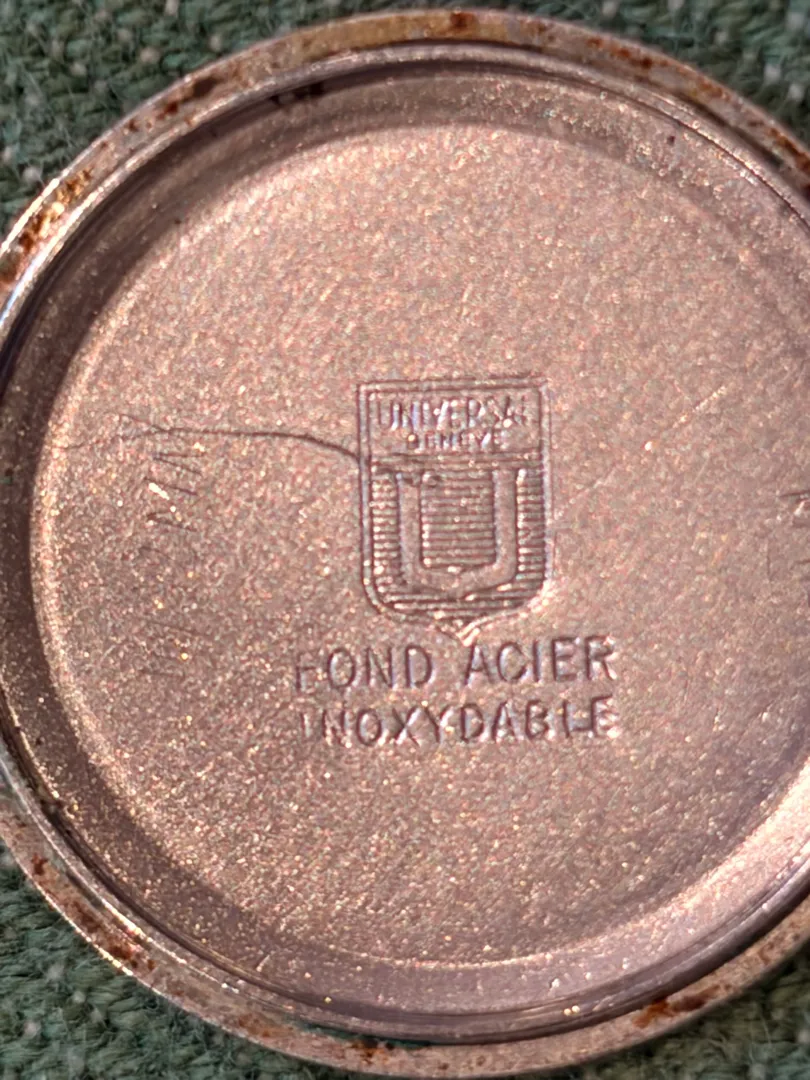 UNIVERSAL
GENEVE
FOND ACIER
INOXYDABLE